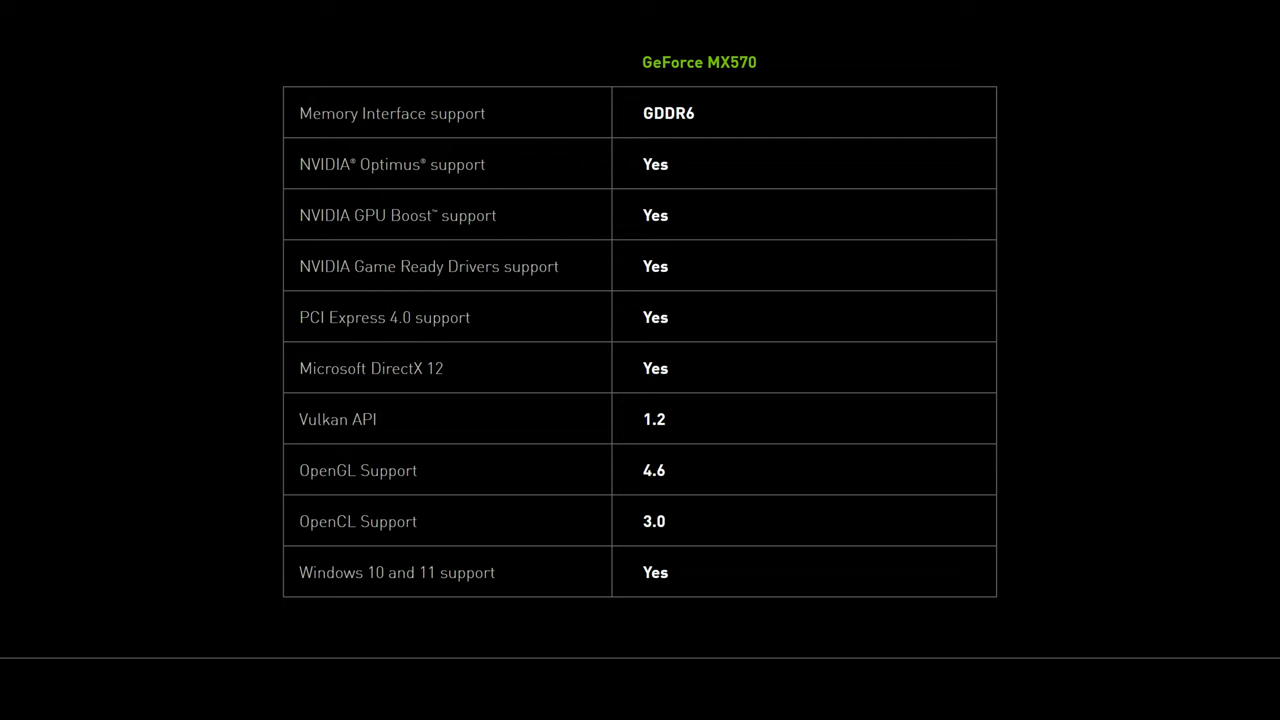 GeForce MX570
Memory Interface support GDDR6
NVIDIA® Optimus® support Yes
NVIDIA GPU Boost™ support Yes
NVIDIA Game Ready Drivers support Yes
PCI Express 4.0 support Yes
Microsoft DirectX 12 Yes
Vulkan API 1.2
OpenGL Support 4.6
OpenCL Support 3.0
Windows 10 and 11 support Yes